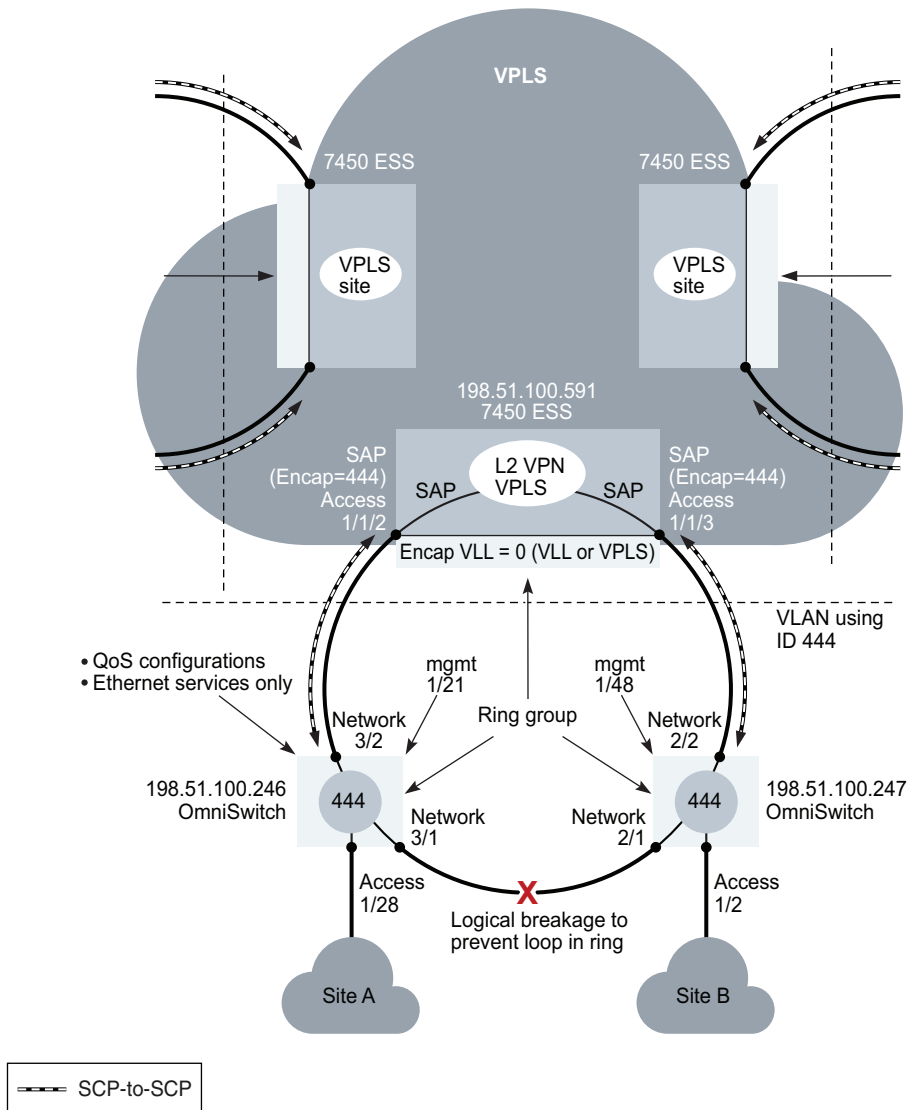 VPLS
7450 ESS
7450 ESS
VPLS
site
VPLS
site
198.51.100.591
7450 ESS
SAP
(Encap=444)
Access
1/1/2
L2 VPN
VPLS
SAP
SAP
SAP
(Encap=444)
Access
1/1/3
Encap VLL = 0 (VLL or VPLS)
VLAN using
ID 444
• QoS configurations
• Ethernet services only
mgmt
1/21
mgmt
1/48
Ring group
Network
3/2
Network
2/2
198.51.100.246
OmniSwitch
444
444
198.51.100.247
OmniSwitch
Network
3/1
Network
2/1
Access
1/28
X
Access
1/2
Logical breakage to
prevent loop in ring
Site A
Site B
SCP-to-SCP